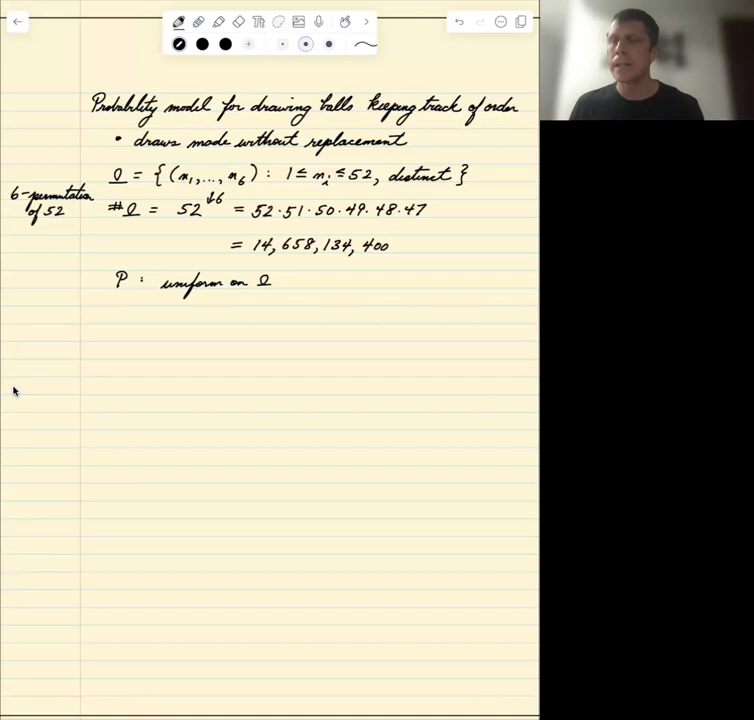 Probability model for drawing balls keeping track of order
• draws made without replacement
Ω = {(n₁,...,n₆) : 1 ≤ nᵢ ≤ 52, distinct}
6-permutation of 52
#Ω = 52^↓6 = 52·51·50·49·48·47
= 14,658,134,400
P : uniform on Ω